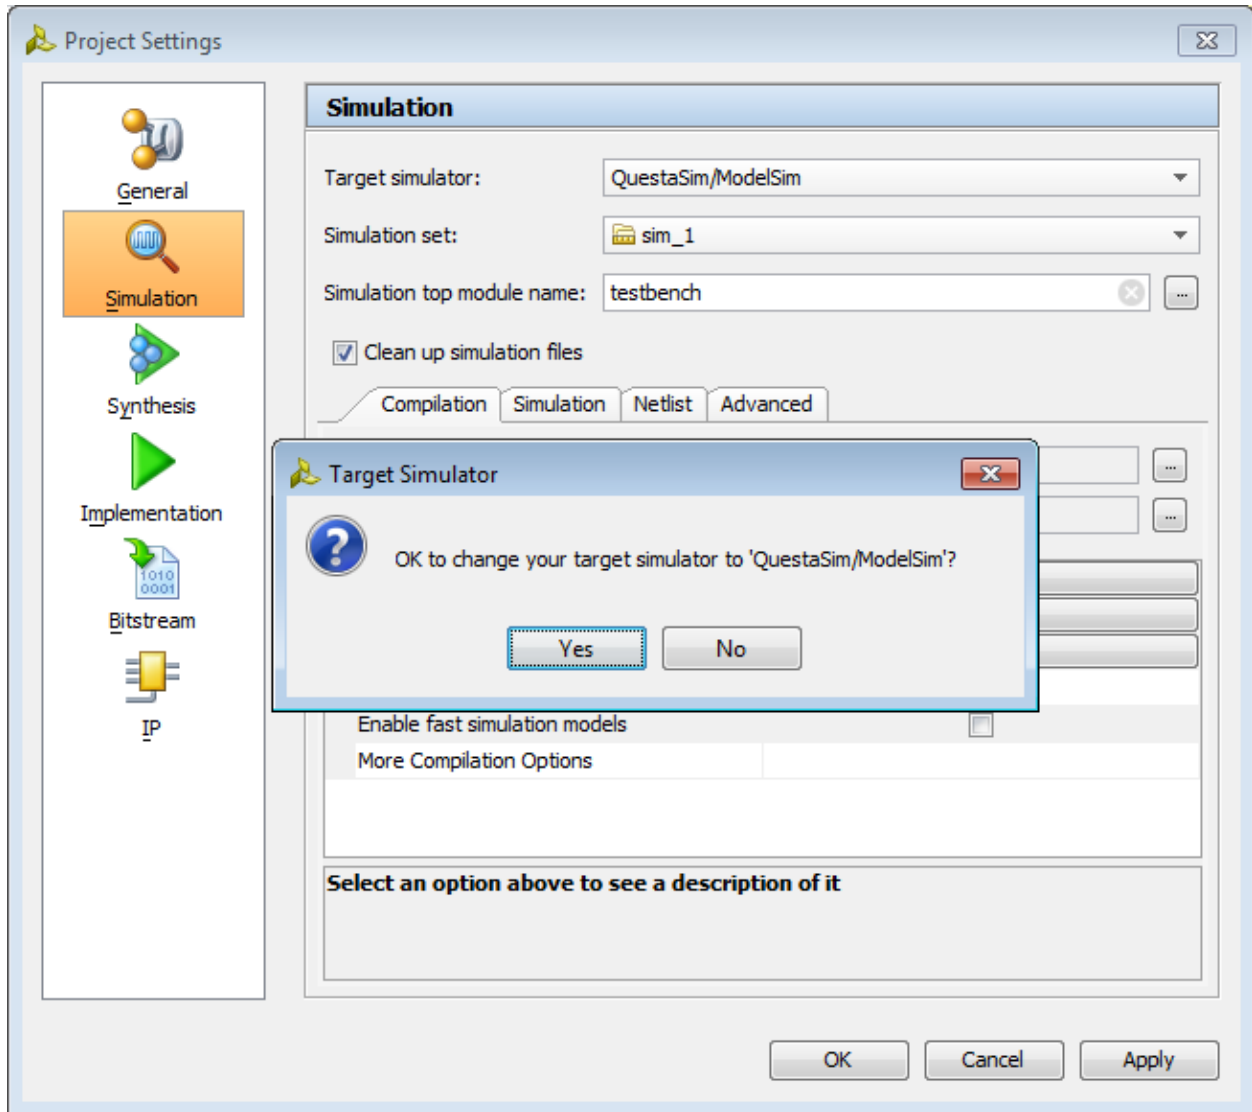 Project Settings
General
Simulation
Synthesis
Implementation
1010
0001
Bitstream
IP
Simulation
Target simulator: QuestaSim/ModelSim
Simulation set: sim_1
Simulation top module name: testbench ...
Clean up simulation files
Compilation Simulation Netlist Advanced
...
...
Target Simulator
OK to change your target simulator to 'QuestaSim/ModelSim'?
Yes No
Enable fast simulation models
More Compilation Options
Select an option above to see a description of it
OK Cancel Apply